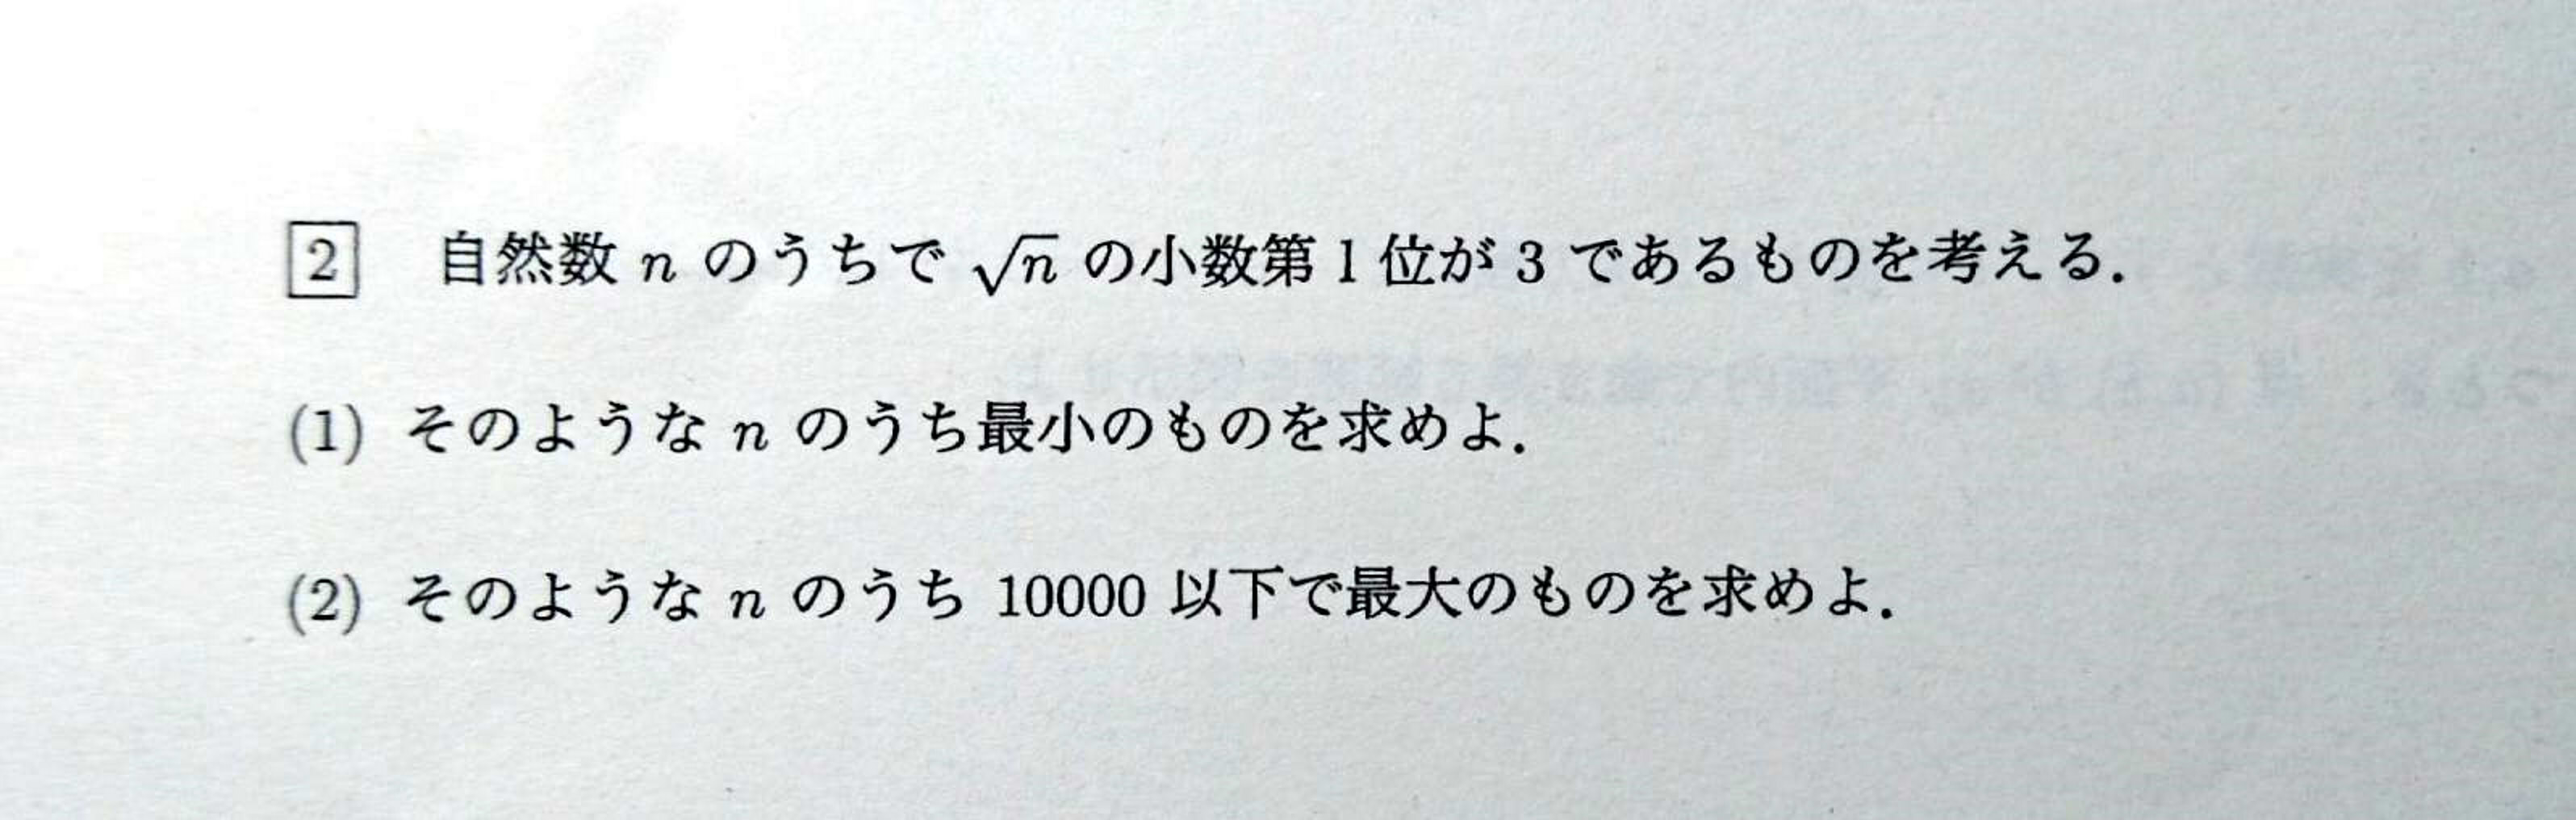 2 自然数 n のうちで √n の小数第1位が 3 であるものを考える.
(1) そのような n のうち最小のものを求めよ.
(2) そのような n のうち 10000 以下で最大のものを求めよ.